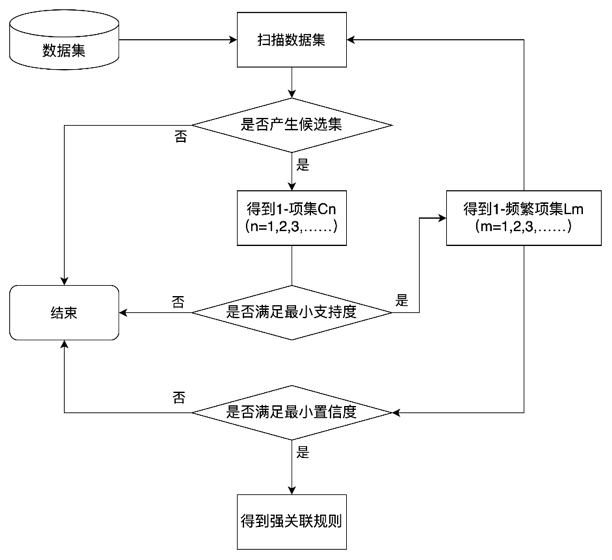 数据集
扫描数据集
是否产生候选集
否
是
得到1-项集Cn
（n=1,2,3,……）
得到1-频繁项集Lm
（m=1,2,3,……）
结束
否
是否满足最小支持度
是
否
是否满足最小置信度
是
得到强关联规则